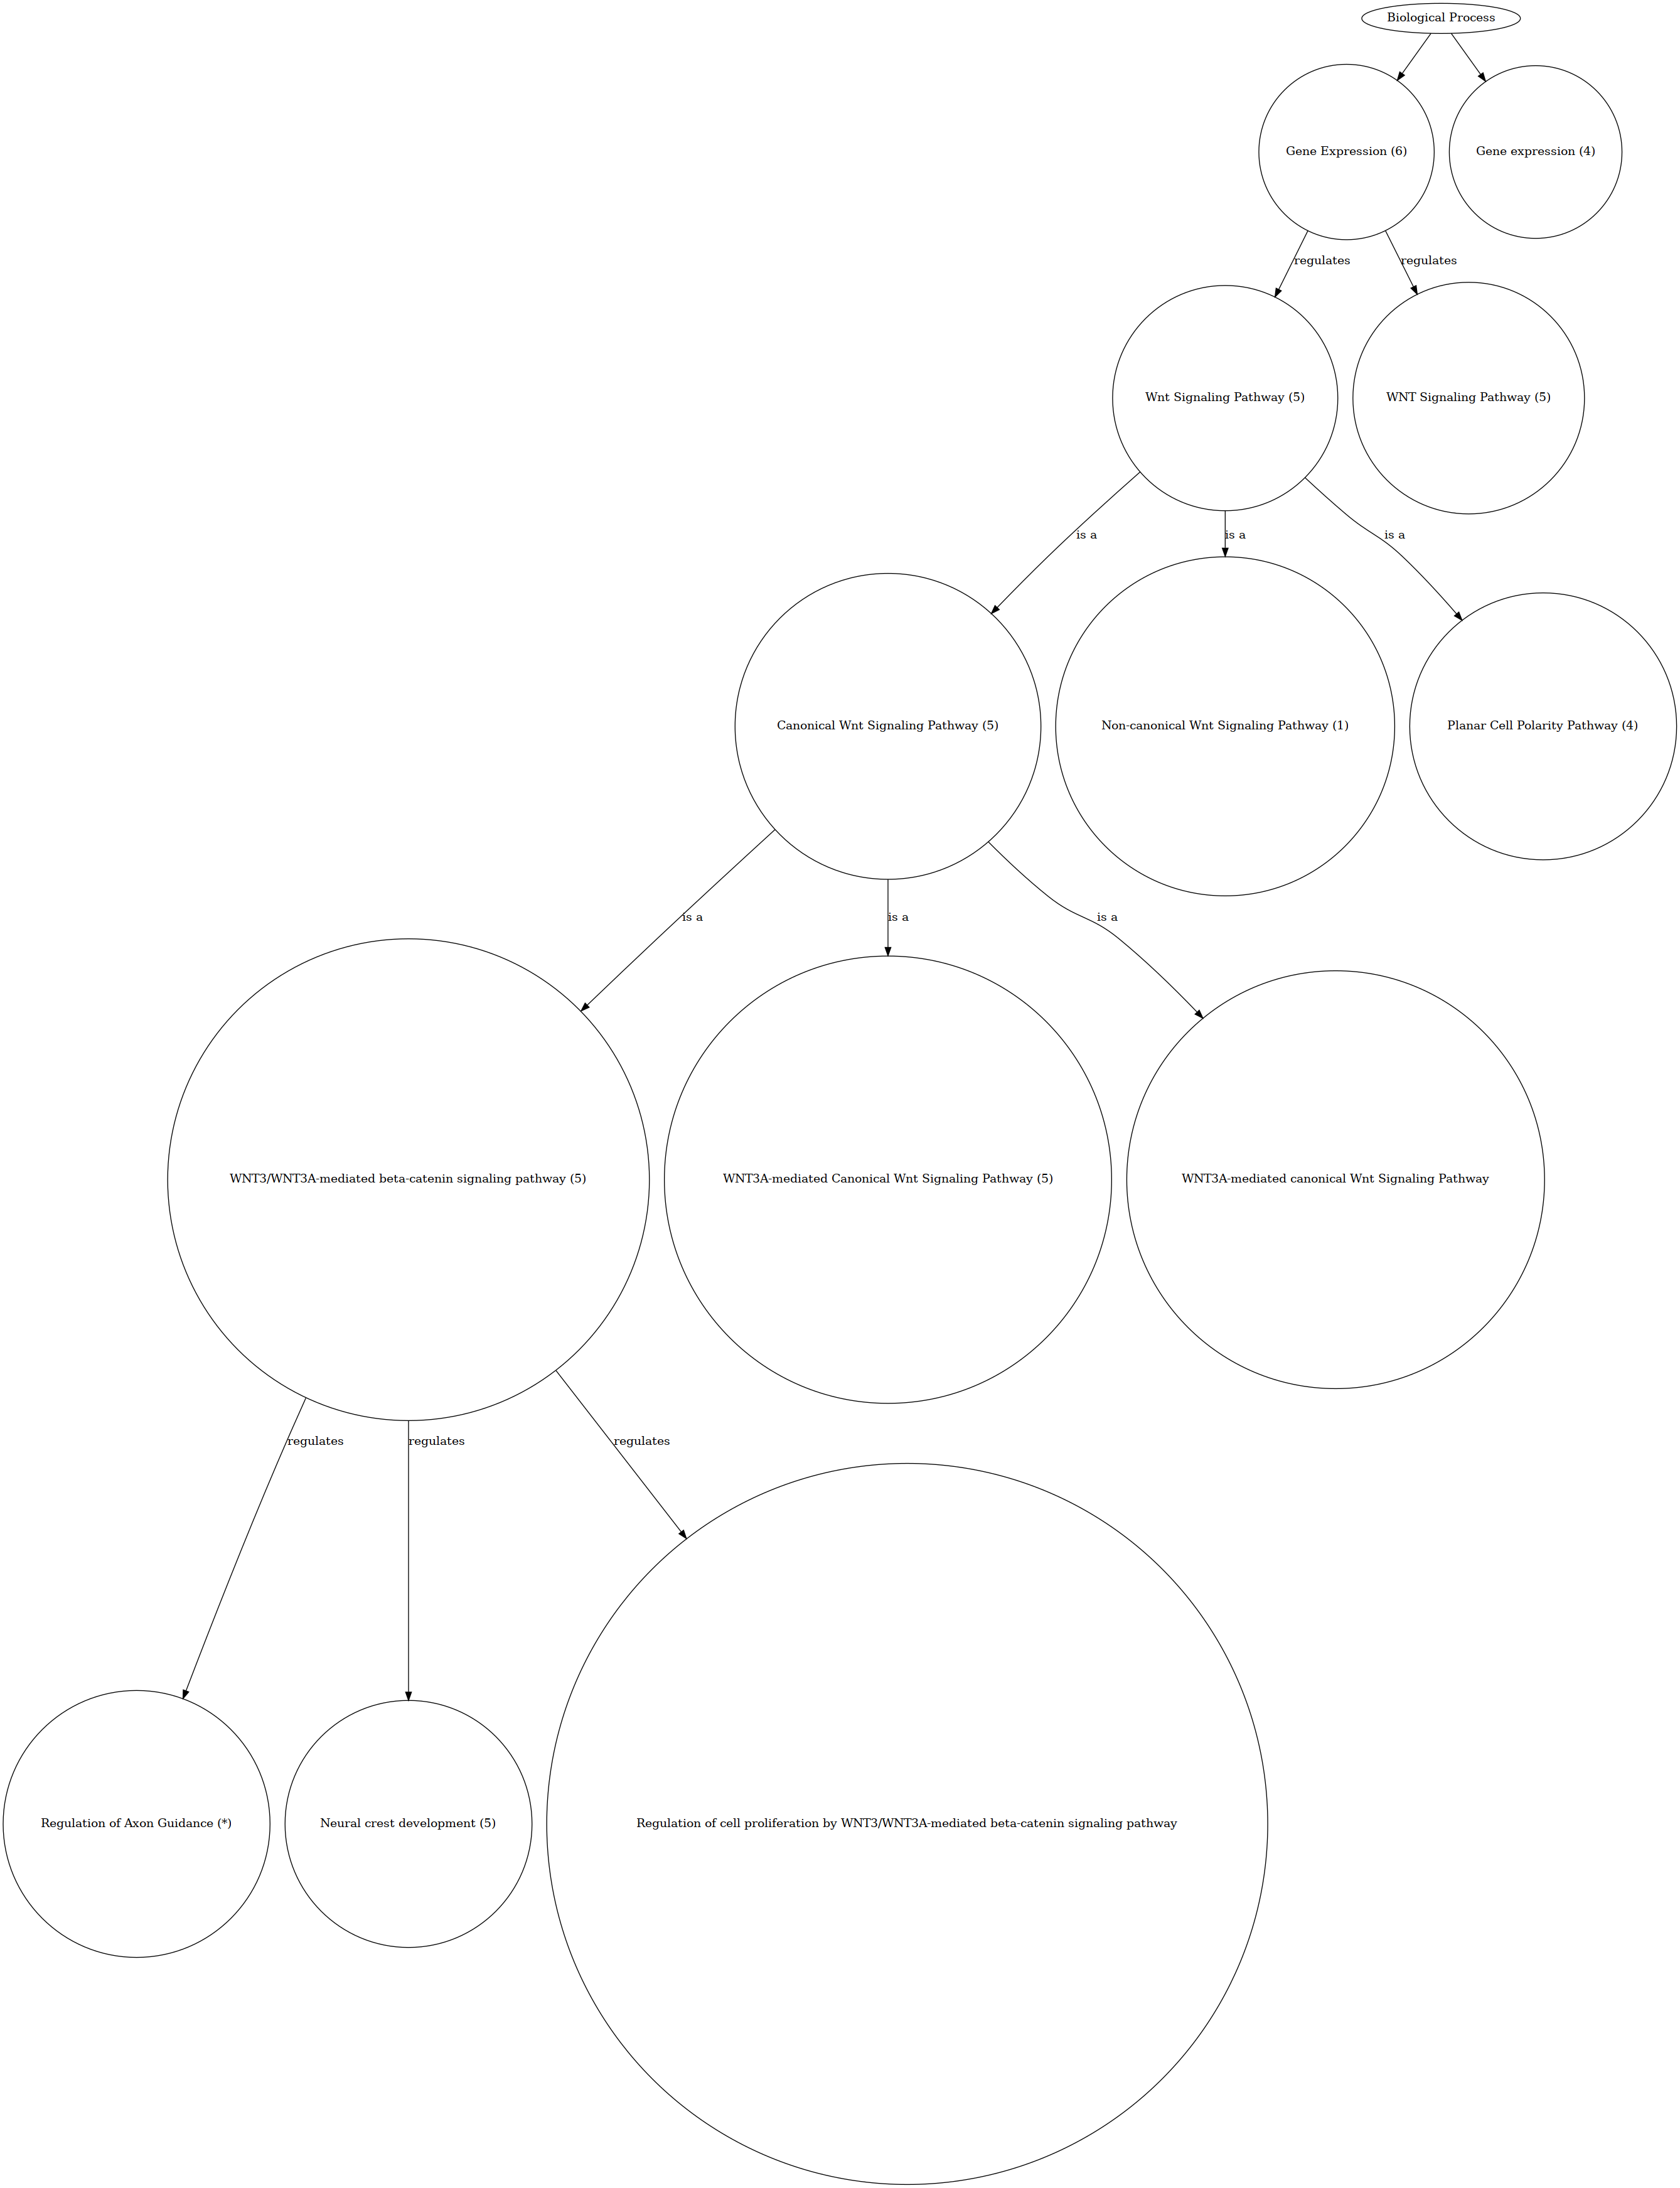 Biological Process
Gene Expression (6)
Gene expression (4)
regulates
regulates
Wnt Signaling Pathway (5)
WNT Signaling Pathway (5)
is a
is a
is a
Canonical Wnt Signaling Pathway (5)
Non-canonical Wnt Signaling Pathway (1)
Planar Cell Polarity Pathway (4)
is a
is a
is a
WNT3/WNT3A-mediated beta-catenin signaling pathway (5)
WNT3A-mediated Canonical Wnt Signaling Pathway (5)
WNT3A-mediated canonical Wnt Signaling Pathway
regulates
regulates
regulates
Regulation of Axon Guidance (*)
Neural crest development (5)
Regulation of cell proliferation by WNT3/WNT3A-mediated beta-catenin signaling pathway